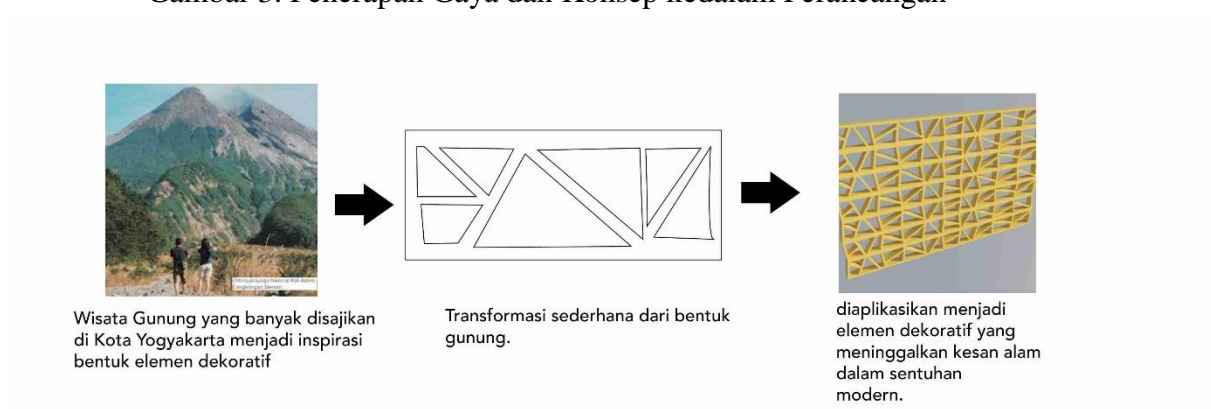 Gambar 3. Penerapan Gaya dan Konsep kedalam Perancangan
Wisata Gunung yang banyak disajikan
di Kota Yogyakarta menjadi inspirasi
bentuk elemen dekoratif
Transformasi sederhana dari bentuk
gunung.
diaplikasikan menjadi
elemen dekoratif yang
meninggalkan kesan alam
dalam sentuhan
modern.